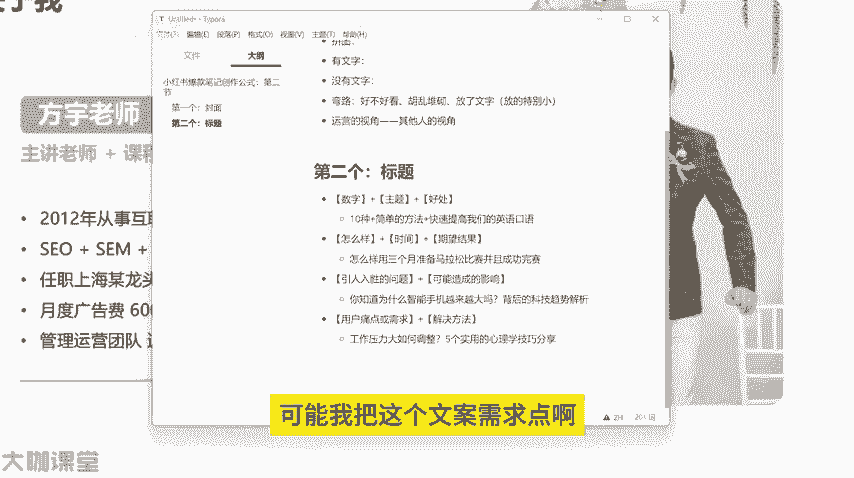 方宇老师
主讲老师 + 课程
• 2012年从事互联
• SEO + SEM +
• 任职上海某龙头
• 月度广告费 600
• 管理运营团队
Untitled • - Typora
编辑(E) 段落(P) 格式(O) 视图(V) 主题(T) 帮助(H)
文件 大纲
小红书爆款笔记创作公式：第二节
第一个：封面
第二个：标题
• 有文字：
• 没有文字：
• 弯路：好不好看、胡乱堆砌、放了文字（放的特别小）
• 运营的视角——其他人的视角
第二个：标题
• 【数字】+【主题】+【好处】
○ 10种+简单的方法+快速提高我们的英语口语
• 【怎么样】+【时间】+【期望结果】
○ 怎么样用三个月准备马拉松比赛并且成功完赛
• 【引人入胜的问题】+【可能造成的影响】
○ 你知道为什么智能手机越来越大吗？背后的科技趋势解析
• 【用户痛点或需求】+【解决方法】
○ 工作压力大如何调整？5个实用的心理学技巧分享
可能我把这个文案需求点啊
大咖课堂